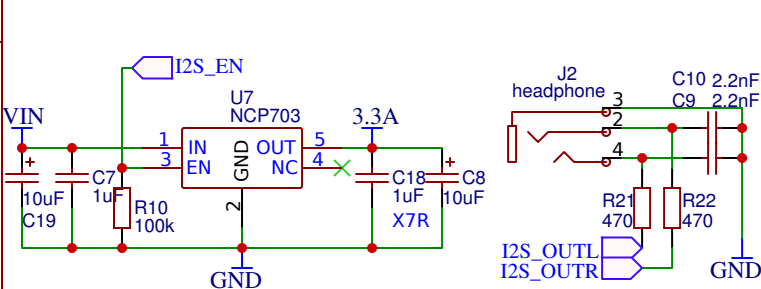 I2S_EN
U7
NCP703
VIN
3.3A
1
IN
OUT
5
3
EN
NC
4
GND
2
10uF
C19
C7
1uF
R10
100k
C18
1uF
X7R
C8
10uF
GND
J2
headphone
3
2
4
C10 2.2nF
C9 2.2nF
R21
470
R22
470
I2S_OUTL
I2S_OUTR
GND